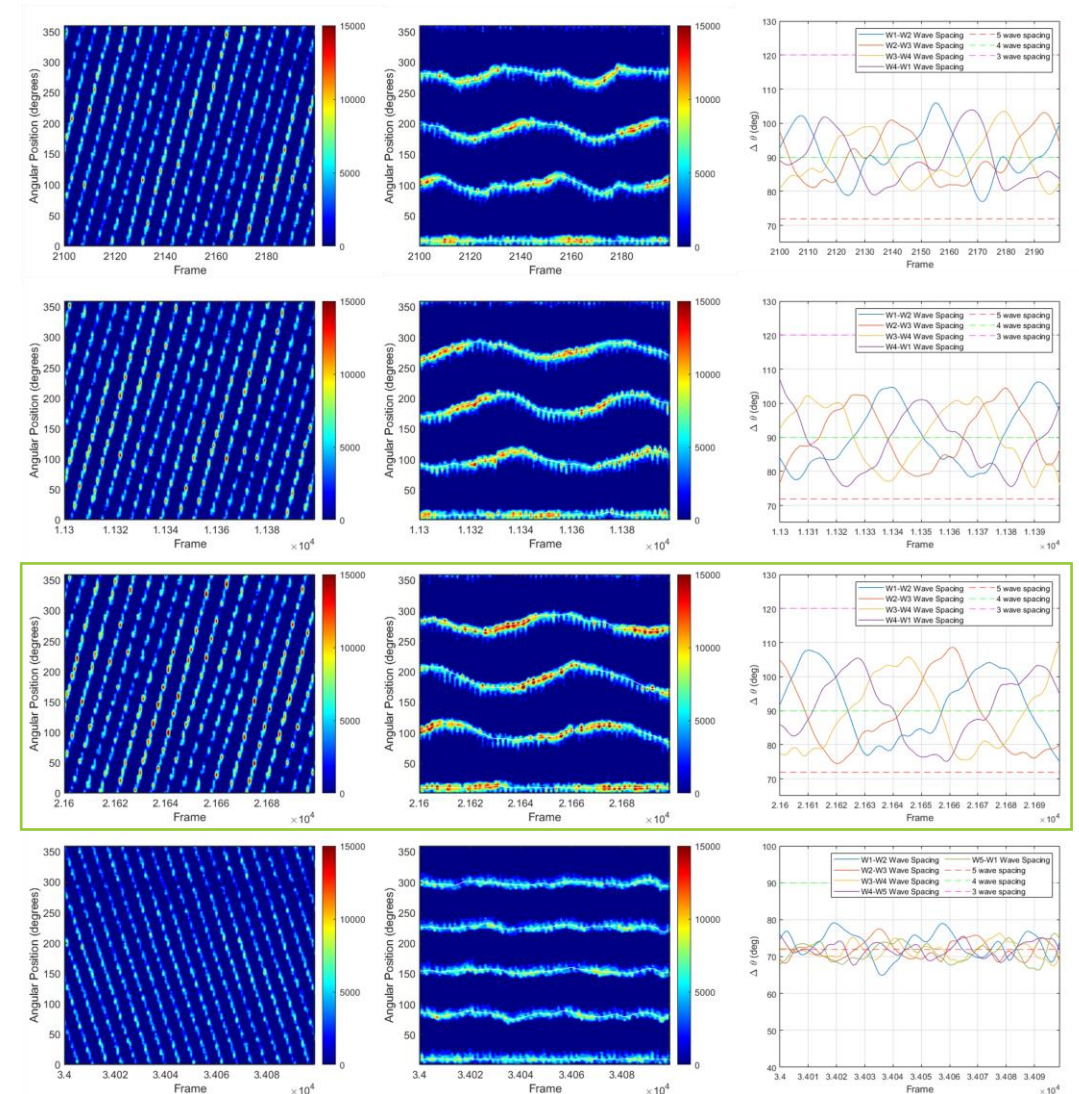 Angular Position (degrees)
350
300
250
200
150
100
50
0
2100 2120 2140 2160 2180
Frame
15000
10000
5000
0
Angular Position (degrees)
350
300
250
200
150
100
50
0
2100 2120 2140 2160 2180
Frame
15000
10000
5000
0
Δ θ (deg)
130
120
110
100
90
80
70
W1-W2 Wave Spacing 5 wave spacing
W2-W3 Wave Spacing 4 wave spacing
W3-W4 Wave Spacing 3 wave spacing
W4-W1 Wave Spacing
2100 2110 2120 2130 2140 2150 2160 2170 2180 2190
Frame
Angular Position (degrees)
350
300
250
200
150
100
50
0
1.13 1.132 1.134 1.136 1.138
Frame
×10⁴
15000
10000
5000
0
Angular Position (degrees)
350
300
250
200
150
100
50
0
1.13 1.132 1.134 1.136 1.138
Frame
×10⁴
15000
10000
5000
0
Δ θ (deg)
130
120
110
100
90
80
70
W1-W2 Wave Spacing 5 wave spacing
W2-W3 Wave Spacing 4 wave spacing
W3-W4 Wave Spacing 3 wave spacing
W4-W1 Wave Spacing
1.13 1.131 1.132 1.133 1.134 1.135 1.136 1.137 1.138 1.139
Frame
×10⁴
Angular Position (degrees)
350
300
250
200
150
100
50
0
2.16 2.162 2.164 2.166 2.168
Frame
×10⁴
15000
10000
5000
0
Angular Position (degrees)
350
300
250
200
150
100
50
0
2.16 2.162 2.164 2.166 2.168
Frame
×10⁴
15000
10000
5000
0
Δ θ (deg)
130
120
110
100
90
80
70
W1-W2 Wave Spacing 5 wave spacing
W2-W3 Wave Spacing 4 wave spacing
W3-W4 Wave Spacing 3 wave spacing
W4-W1 Wave Spacing
2.16 2.161 2.162 2.163 2.164 2.165 2.166 2.167 2.168 2.169
Frame
×10⁴
Angular Position (degrees)
350
300
250
200
150
100
50
0
3.4 3.402 3.404 3.406 3.408
Frame
×10⁴
15000
10000
5000
0
Angular Position (degrees)
350
300
250
200
150
100
50
0
3.4 3.402 3.404 3.406 3.408
Frame
×10⁴
15000
10000
5000
0
Δ θ (deg)
100
90
80
70
60
50
40
W1-W2 Wave Spacing W5-W1 Wave Spacing
W2-W3 Wave Spacing 5 wave spacing
W3-W4 Wave Spacing 4 wave spacing
W4-W5 Wave Spacing 3 wave spacing
3.4 3.401 3.402 3.403 3.404 3.405 3.406 3.407 3.408 3.409
Frame
×10⁴